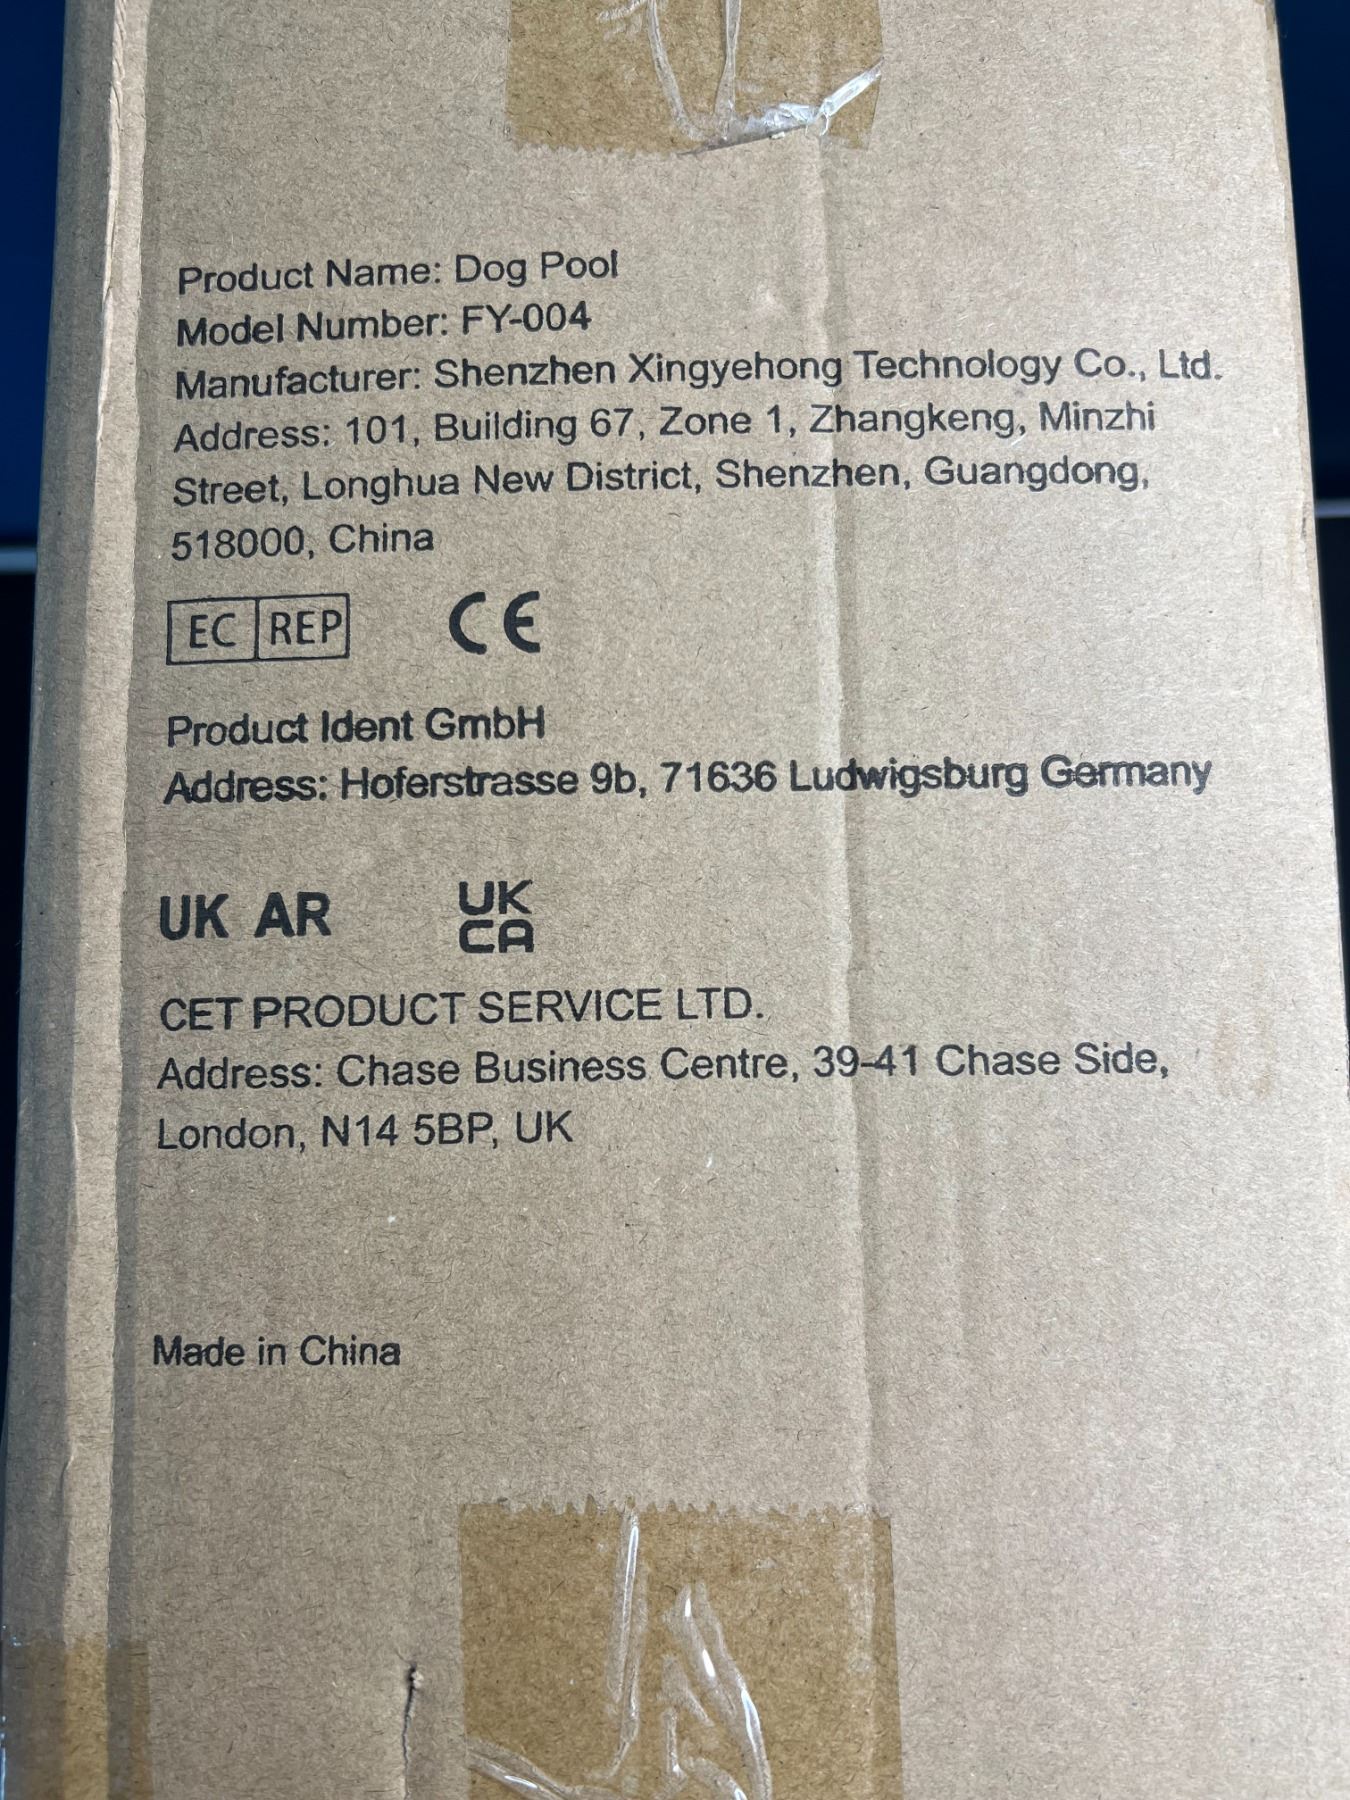 Product Name: Dog Pool
Model Number: FY-004
Manufacturer: Shenzhen Xingyehong Technology Co., Ltd.
Address: 101, Building 67, Zone 1, Zhangkeng, Minzhi
Street, Longhua New District, Shenzhen, Guangdong,
518000, China
EC REP CE
Product Ident GmbH
Address: Hoferstrasse 9b, 71636 Ludwigsburg Germany
UK AR UK
CA
CET PRODUCT SERVICE LTD.
Address: Chase Business Centre, 39-41 Chase Side,
London, N14 5BP, UK
Made in China